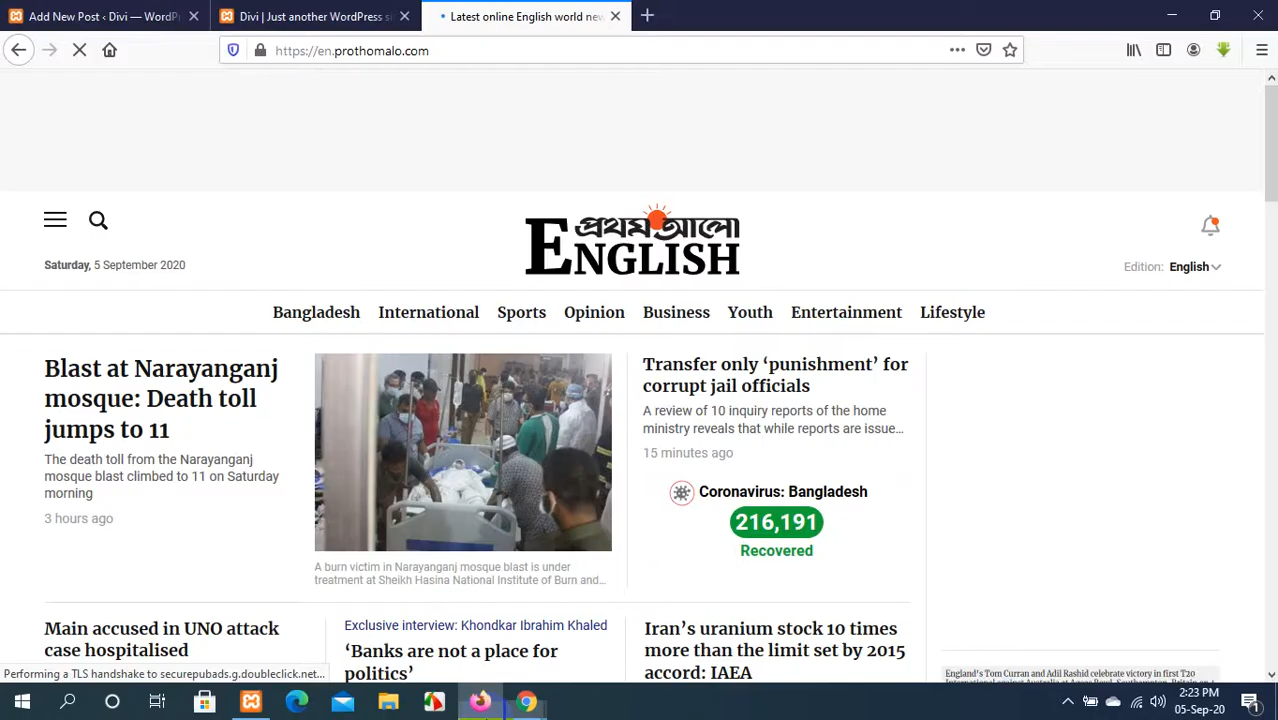 Add New Post ‹ Divi — WordPr
Divi | Just another WordPress si
Latest online English world new
https://en.prothomalo.com
প্রথম আলো
ENGLISH
Saturday, 5 September 2020
Edition: English
Bangladesh International Sports Opinion Business Youth Entertainment Lifestyle
Blast at Narayanganj
mosque: Death toll
jumps to 11
The death toll from the Narayanganj
mosque blast climbed to 11 on Saturday
morning
3 hours ago
A burn victim in Narayanganj mosque blast is under
treatment at Sheikh Hasina National Institute of Burn and...
Transfer only ‘punishment’ for
corrupt jail officials
A review of 10 inquiry reports of the home
ministry reveals that while reports are issue...
15 minutes ago
Coronavirus: Bangladesh
216,191
Recovered
Main accused in UNO attack
case hospitalised
Exclusive interview: Khondkar Ibrahim Khaled
‘Banks are not a place for
politics’
Iran’s uranium stock 10 times
more than the limit set by 2015
accord: IAEA
England's Tom Curran and Adil Rashid celebrate victory in first T20
Performing a TLS handshake to securepubads.g.doubleclick.net...
2:23 PM
05-Sep-20
1